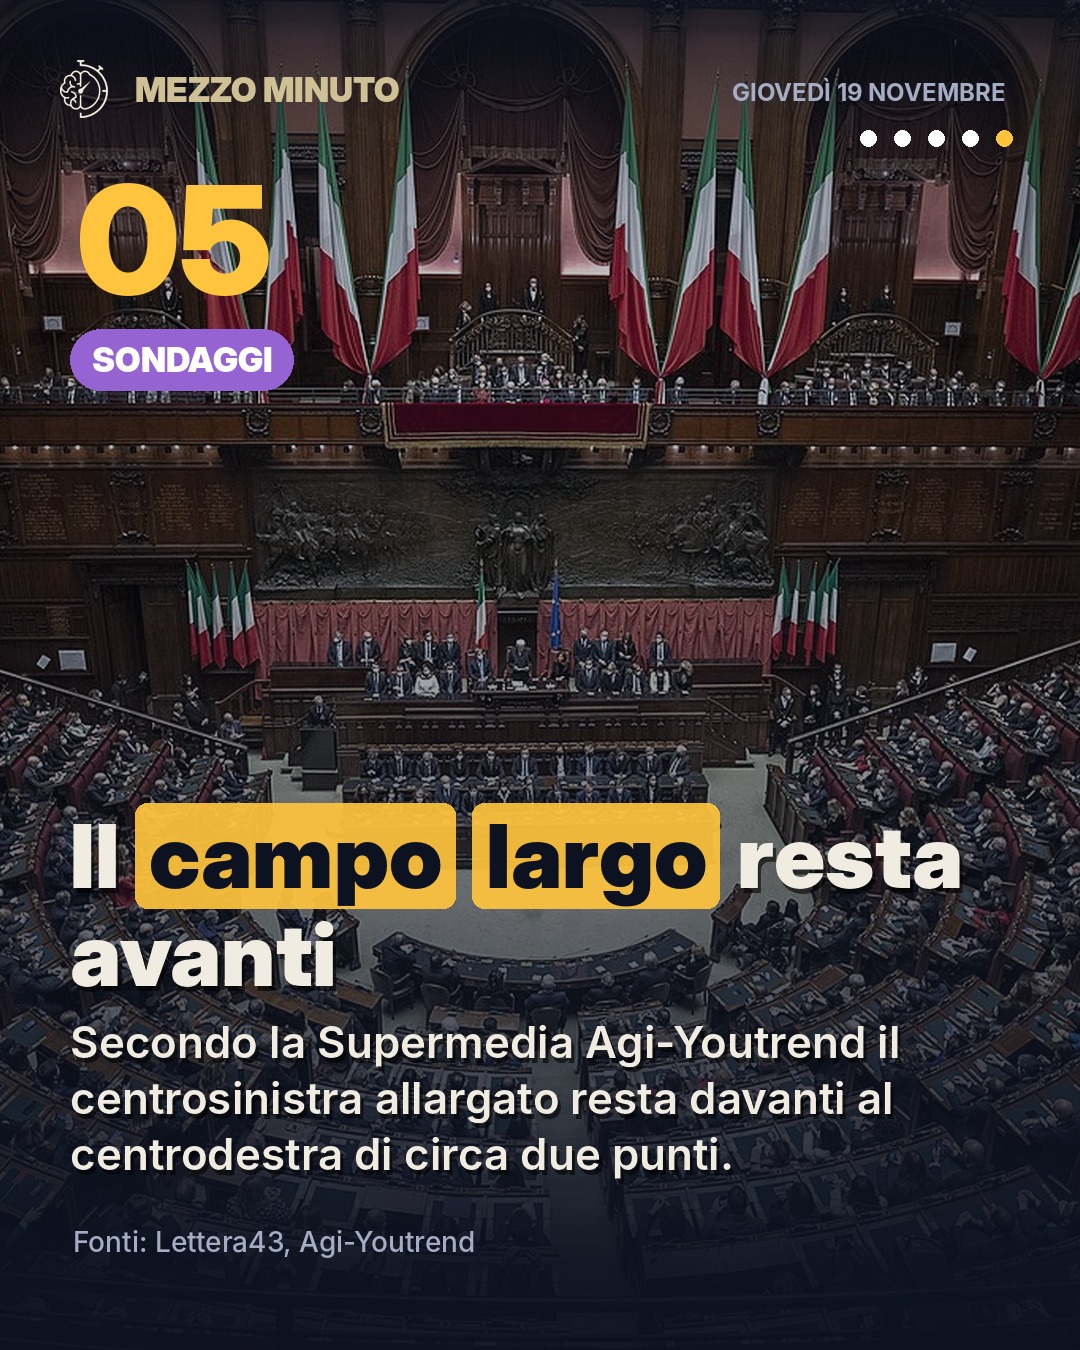 MEZZO MINUTO
GIOVEDÌ 19 NOVEMBRE
05
SONDAGGI
Il campo largo resta
avanti
Secondo la Supermedia Agi-Youtrend il
centrosinistra allargato resta davanti al
centrodestra di circa due punti.
Fonti: Lettera43, Agi-Youtrend